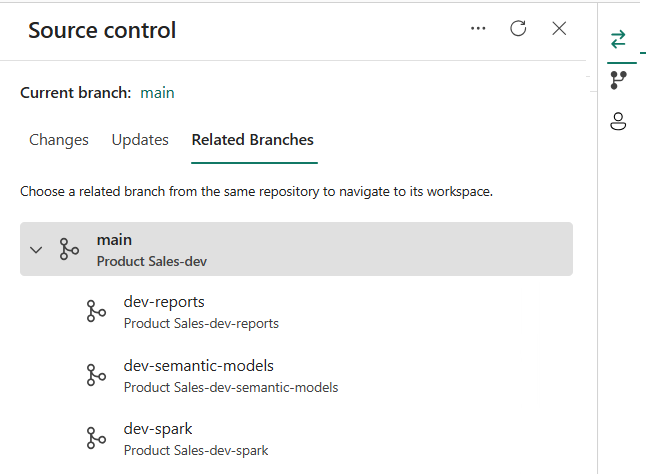 Source control
Current branch: main
Changes Updates Related Branches
Choose a related branch from the same repository to navigate to its workspace.
main
Product Sales-dev
dev-reports
Product Sales-dev-reports
dev-semantic-models
Product Sales-dev-semantic-models
dev-spark
Product Sales-dev-spark